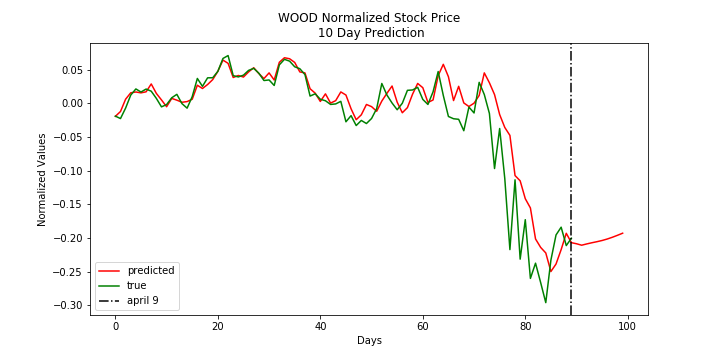 WOOD Normalized Stock Price
10 Day Prediction
Normalized Values
0.05
0.00
−0.05
−0.10
−0.15
−0.20
−0.25
−0.30
predicted
true
april 9
0 20 40 60 80 100
Days